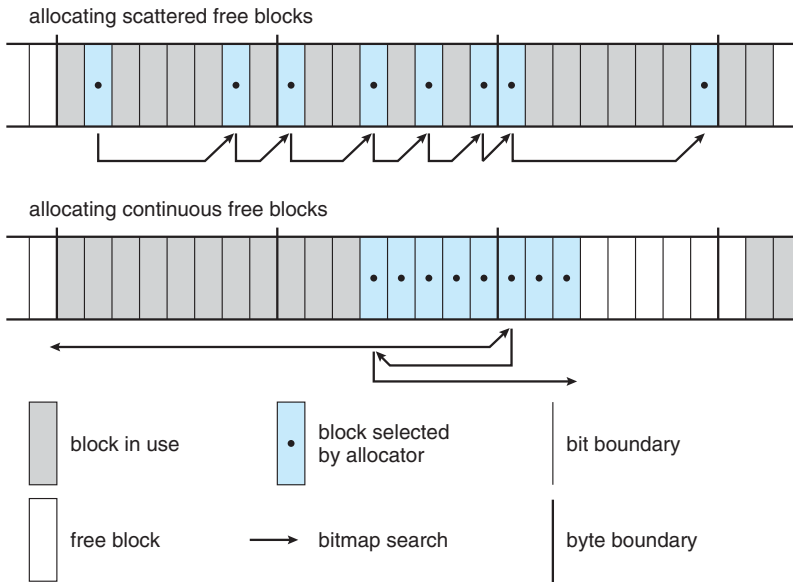 allocating scattered free blocks
allocating continuous free blocks
block in use
block selected
by allocator
bit boundary
free block
bitmap search
byte boundary